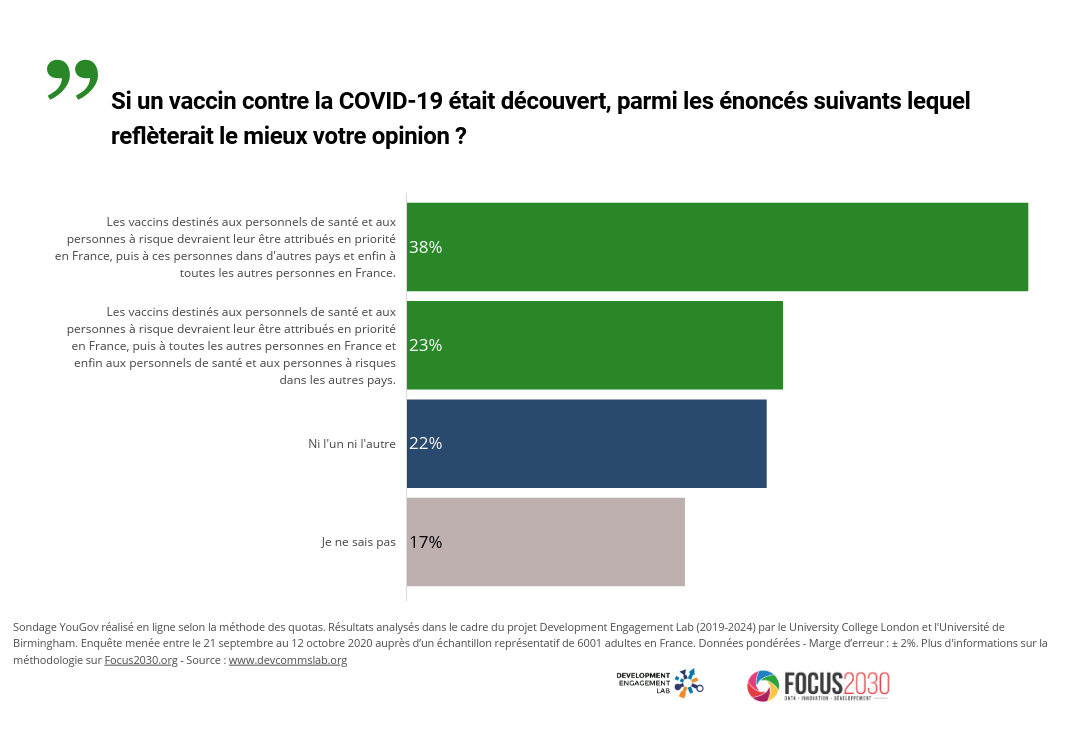 Si un vaccin contre la COVID-19 était découvert, parmi les énoncés suivants lequel
reflèterait le mieux votre opinion ?
Les vaccins destinés aux personnels de santé et aux
personnes à risque devraient leur être attribués en priorité
en France, puis à ces personnes dans d'autres pays et enfin à
toutes les autres personnes en France.
38%
Les vaccins destinés aux personnels de santé et aux
personnes à risque devraient leur être attribués en priorité
en France, puis à toutes les autres personnes en France et
enfin aux personnels de santé et aux personnes à risques
dans les autres pays.
23%
Ni l'un ni l'autre
22%
Je ne sais pas
17%
Sondage YouGov réalisé en ligne selon la méthode des quotas. Résultats analysés dans le cadre du projet Development Engagement Lab (2019-2024) par le University College London et l'Université de
Birmingham. Enquête menée entre le 21 septembre au 12 octobre 2020 auprès d’un échantillon représentatif de 6001 adultes en France. Données pondérées - Marge d’erreur : ± 2%. Plus d'informations sur la
méthodologie sur Focus2030.org - Source : www.devcommslab.org
DEVELOPMENT
ENGAGEMENT
LAB
FOCUS2030
DATA • INNOVATION • DÉVELOPPEMENT